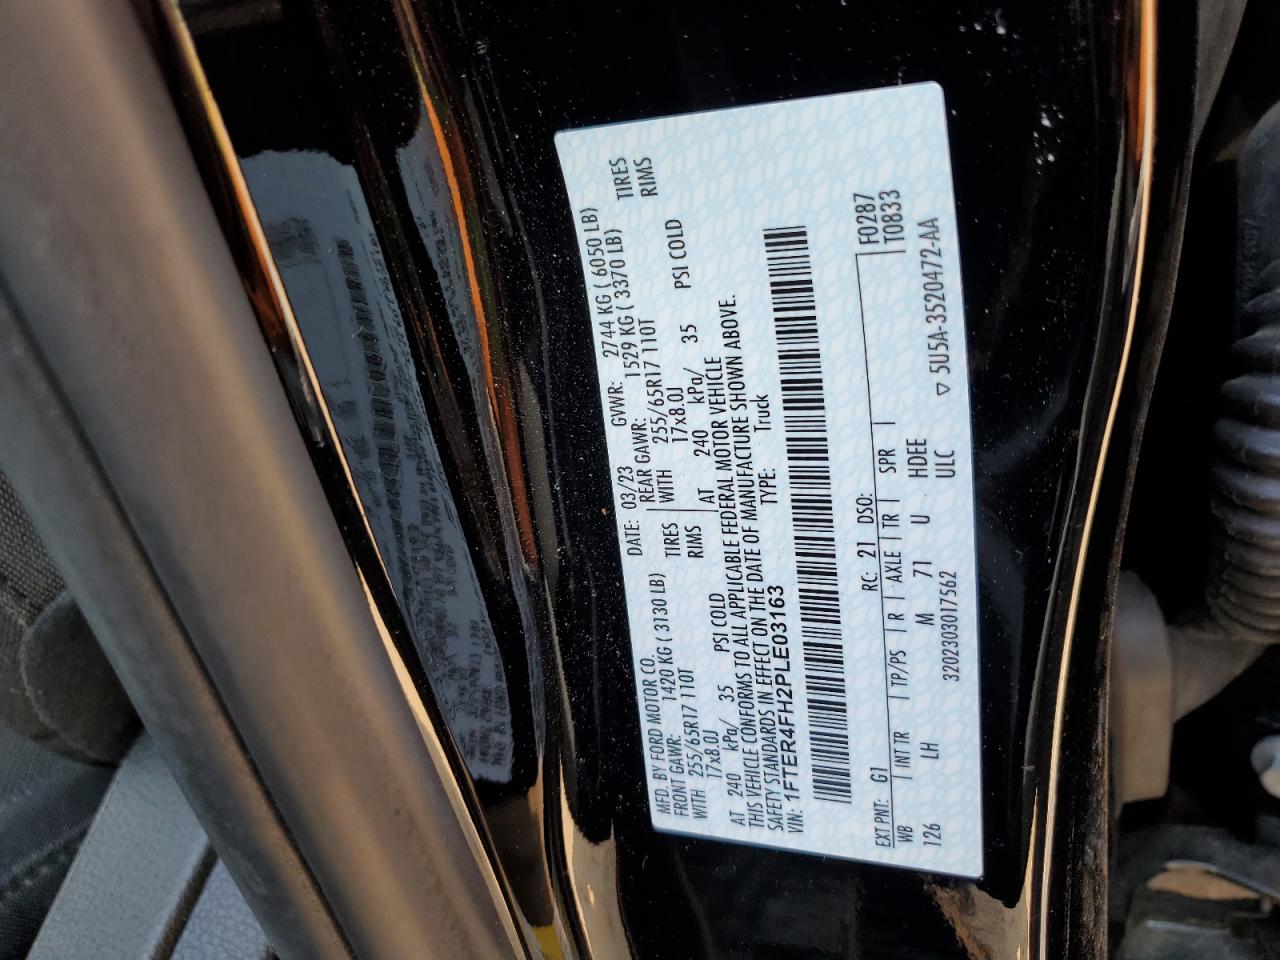 MFD. BY FORD MOTOR CO. DATE: 03/23 GVWR: 2744 KG ( 6050 LB)
FRONT GAWR: 1420 KG ( 3130 LB) REAR GAWR: 1529 KG ( 3370 LB)
WITH 255/65R17 110T TIRES WITH 255/65R17 110T TIRES
17x8.0J RIMS 17x8.0J RIMS
AT 240 kPa/ 35 PSI COLD AT 240 kPa/ 35 PSI COLD
THIS VEHICLE CONFORMS TO ALL APPLICABLE FEDERAL MOTOR VEHICLE
SAFETY STANDARDS IN EFFECT ON THE DATE OF MANUFACTURE SHOWN ABOVE.
VIN: 1FTER4FH2PLE03163 TYPE: Truck
F0287
T0833
EXT PNT: G1 RC: 21 DSO:
WB | INT TR | TP/PS | R | AXLE | TR | SPR |
126 LH M 71 U HDEE
ULC
3202303017562 ▽ 5U5A-3520472-AA